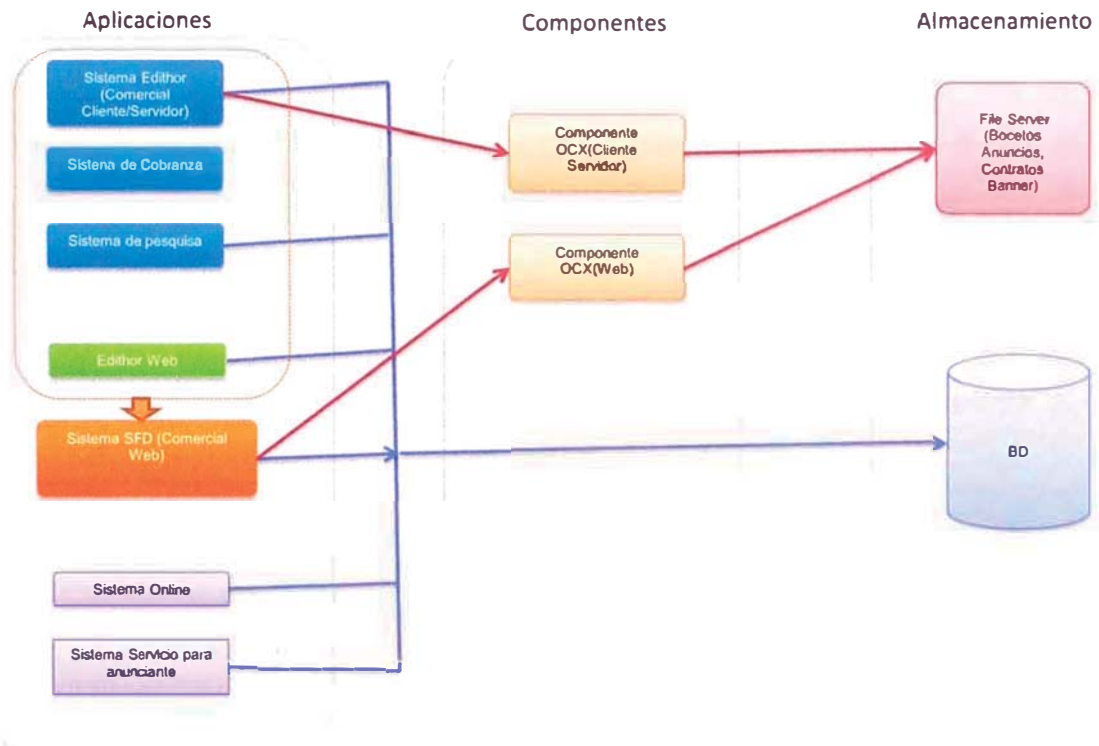 Aplicaciones
Componentes
Almacenamiento
Sistema Edithor
(Comercial
Cliente/Servidor)
Sistena de Cobranza
Sistema de pesquisa
Edithor Web
Sistema SFD (Comercial
Web)
Sistema Online
Sistema Servicio para
anunciante
Componente
OCX(Cliente
Servidor)
Componente
OCX(Web)
File Server
(Bocetos
Anuncios,
Contratos
Banner)
BD